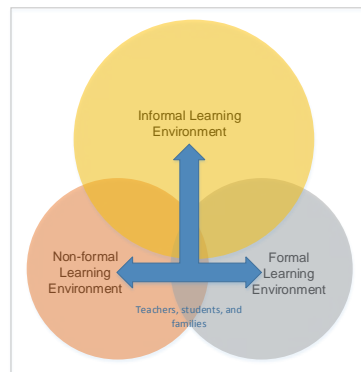 Informal Learning
Environment
Non-formal
Learning
Environment
Formal
Learning
Environment
Teachers, students, and
families